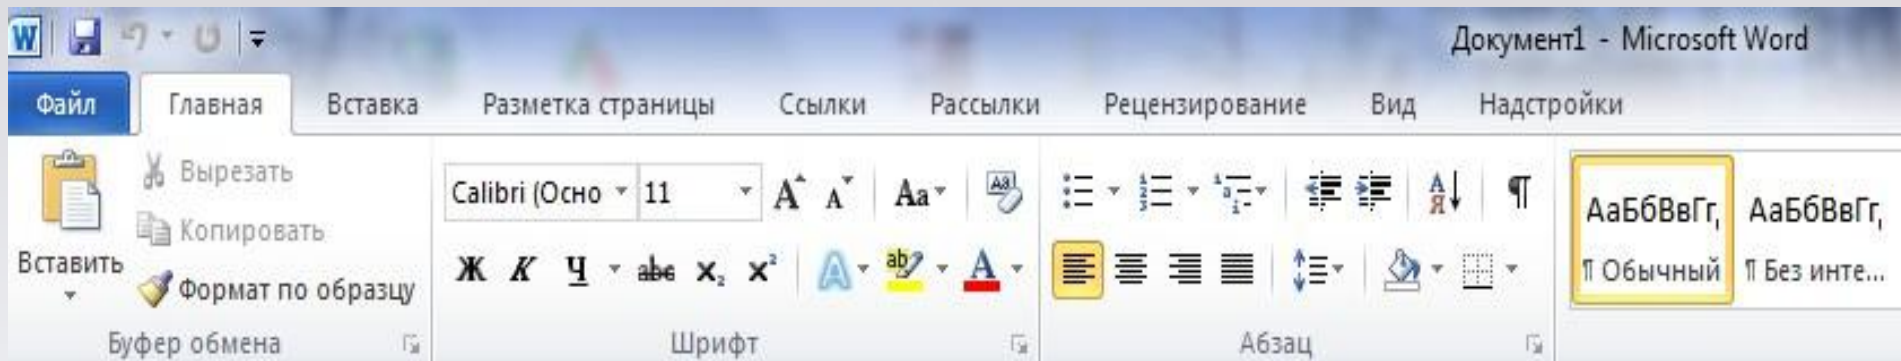 Документ1 - Microsoft Word
Файл Главная Вставка Разметка страницы Ссылки Рассылки Рецензирование Вид Надстройки
Вставить
Вырезать
Копировать
Формат по образцу
Буфер обмена
Calibri (Осно 11
Ж К Ч abc x₂ x²
Шрифт
Абзац
АаБбВвГг, АаБбВвГг,
¶ Обычный ¶ Без инте...